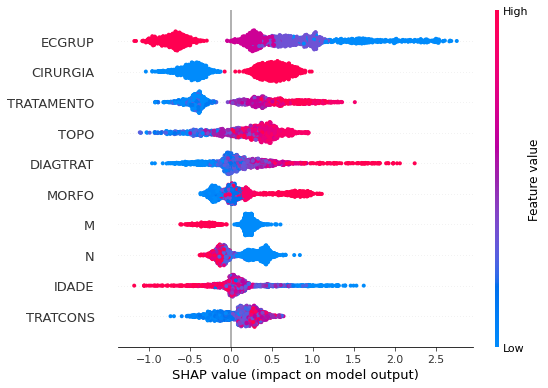 High
ECGRUP
CIRURGIA
TRATAMENTO
TOPO
DIAGTRAT
MORFO
M
N
IDADE
TRATCONS
Feature value
Low
−1.0 −0.5 0.0 0.5 1.0 1.5 2.0 2.5
SHAP value (impact on model output)